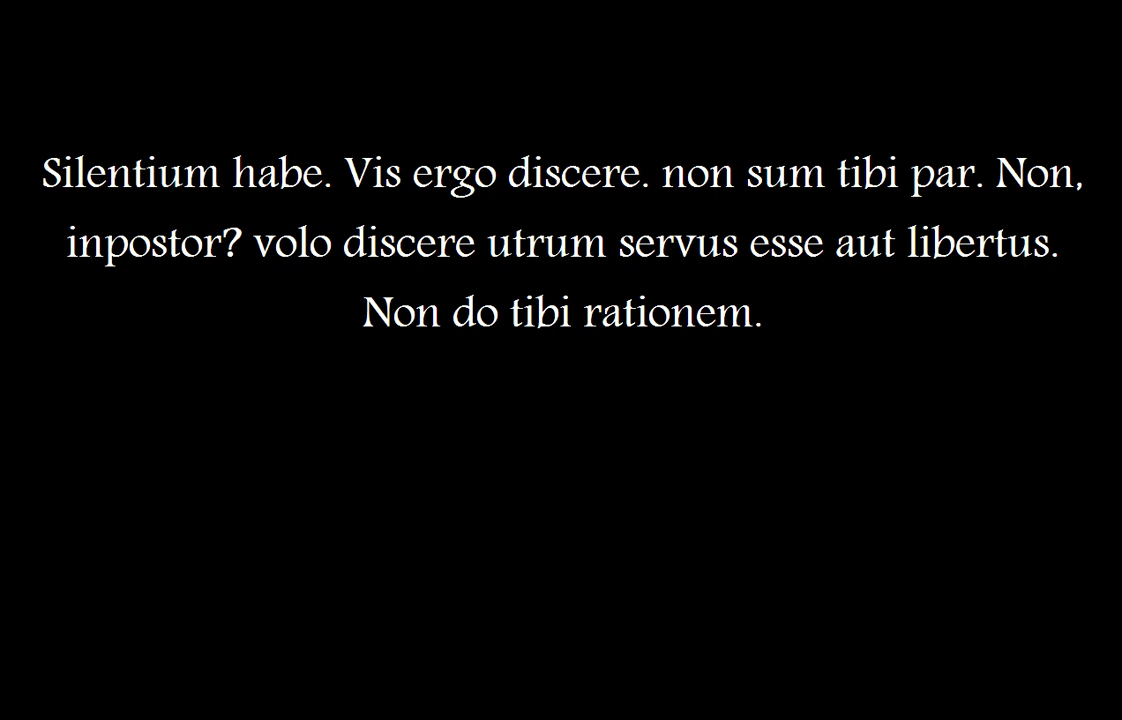 Silentium habe. Vis ergo discere. non sum tibi par. Non,
inpostor? volo discere utrum servus esse aut libertus.
Non do tibi rationem.